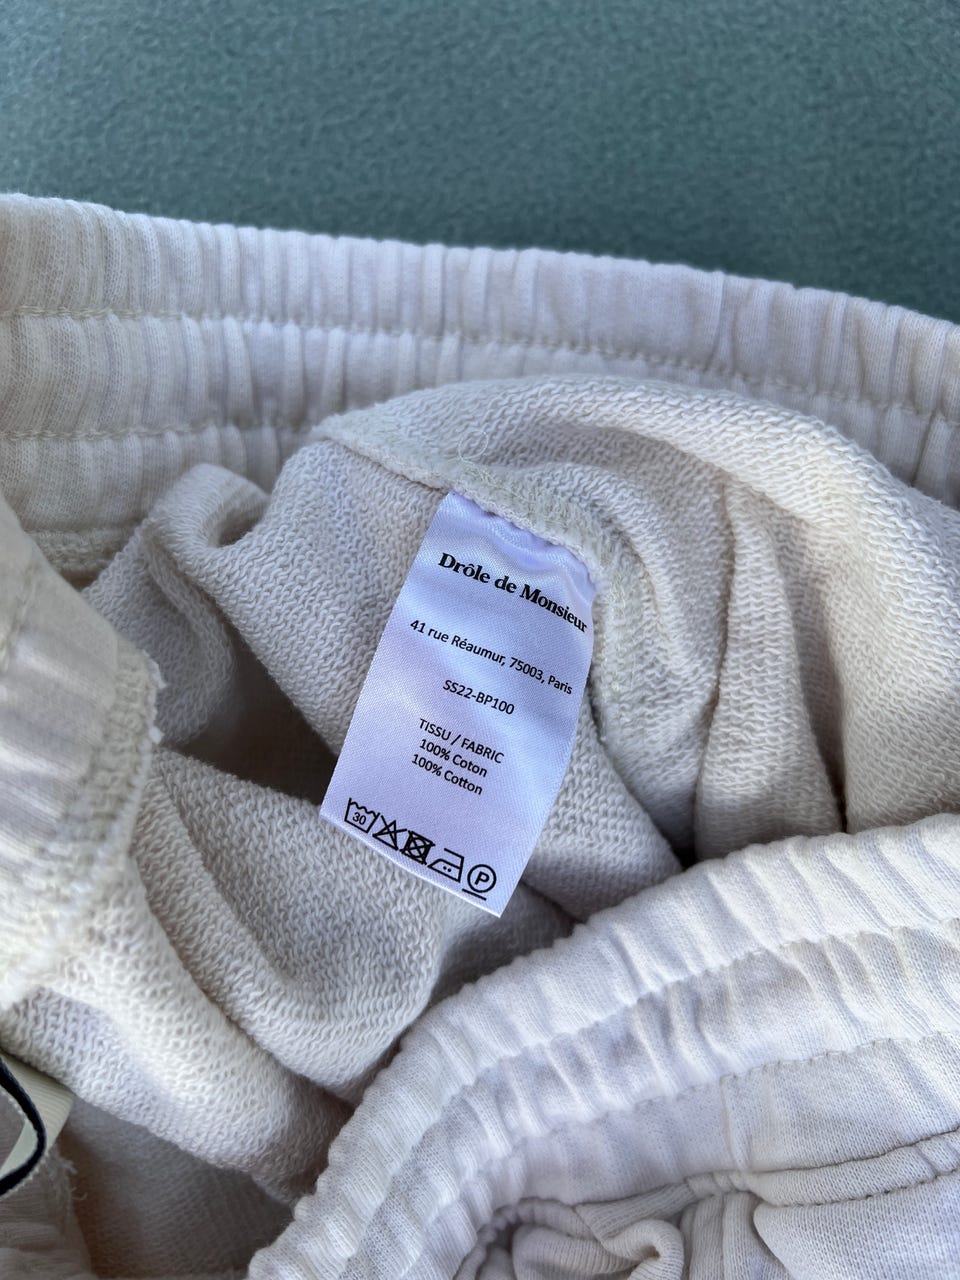 Drôle de Monsieur
41 rue Réaumur, 75003, Paris
SS22-BP100
TISSU / FABRIC
100% Coton
100% Cotton
30 P